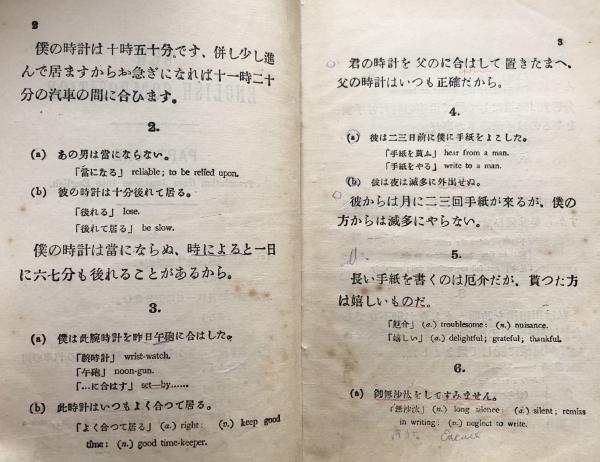 2
僕の時計は十時五十分です、併し少し進
んで居ますからお急ぎになれば十一時二十
分の汽車の間に合ひます。
2.
(a) あの男は當にならない。
「當になる」 reliable; to be relied upon.
(b) 彼の時計は十分後れて居る。
「後れる」 lose.
「後れて居る」 be slow.
僕の時計は當にならぬ、時によると一日
に六七分も後れることがあるから。
3.
(a) 僕は此腕時計を昨日午砲に合はした。
「腕時計」 wrist-watch.
「午砲」 noon-gun.
「…に合はす」 set—by……
(b) 此時計はいつもよく合つて居る。
「よく合つて居る」 (a.) right: (v.) keep good
time: (n.) good time-keeper.
3
君の時計を父のに合はして置きたまへ、
父の時計はいつも正確だから。
4.
(a) 彼は二三日前に僕に手紙をよこした。
「手紙を貰ふ」 hear from a man.
「手紙をやる」 write to a man.
(b) 彼は夜は滅多に外出せぬ。
彼からは月に二三回手紙が來るが、僕の
方からは滅多にやらない。
5.
長い手紙を書くのは厄介だが、貰つた方
は嬉しいものだ。
「厄介」 (a.) troublesome: (n.) nuisance.
「嬉しい」 (a.) delightful; grateful; thankful.
6.
(a) 御無沙汰をしてすみません。
「無沙汰」 (n.) long silence: (a.) silent; remiss
in writing: (v.) neglect to write.